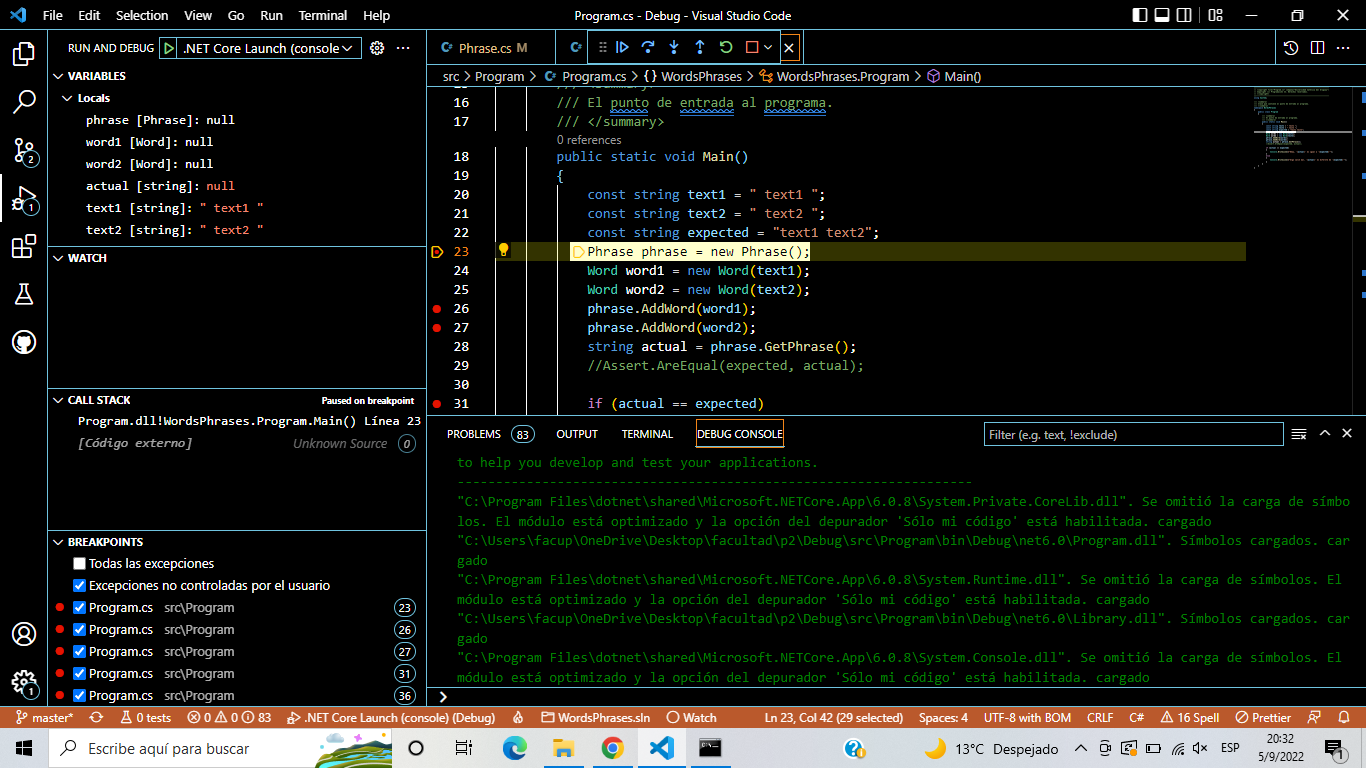 File Edit Selection View Go Run Terminal Help Program.cs - Debug - Visual Studio Code
RUN AND DEBUG .NET Core Launch (console
Phrase.cs M
src > Program > Program.cs > {} WordsPhrases > WordsPhrases.Program > Main()
VARIABLES
Locals
phrase [Phrase]: null
word1 [Word]: null
word2 [Word]: null
actual [string]: null
text1 [string]: " text1 "
text2 [string]: " text2 "
WATCH
CALL STACK Paused on breakpoint
Program.dll!WordsPhrases.Program.Main() Línea 23
[Código externo] Unknown Source 0
BREAKPOINTS
Todas las excepciones
Excepciones no controladas por el usuario
Program.cs src\Program 23
Program.cs src\Program 26
Program.cs src\Program 27
Program.cs src\Program 31
Program.cs src\Program 36
2
1
1
16 /// El punto de entrada al programa.
17 /// </summary>
0 references
18 public static void Main()
19 {
20 const string text1 = " text1 ";
21 const string text2 = " text2 ";
22 const string expected = "text1 text2";
23 Phrase phrase = new Phrase();
24 Word word1 = new Word(text1);
25 Word word2 = new Word(text2);
26 phrase.AddWord(word1);
27 phrase.AddWord(word2);
28 string actual = phrase.GetPhrase();
29 //Assert.AreEqual(expected, actual);
30
31 if (actual == expected)
PROBLEMS 83 OUTPUT TERMINAL DEBUG CONSOLE Filter (e.g. text, !exclude)
to help you develop and test your applications.
-------------------------------------------------------------------
"C:\Program Files\dotnet\shared\Microsoft.NETCore.App\6.0.8\System.Private.CoreLib.dll". Se omitió la carga de símbo
los. El módulo está optimizado y la opción del depurador 'Sólo mi código' está habilitada. cargado
"C:\Users\facup\OneDrive\Desktop\facultad\p2\Debug\src\Program\bin\Debug\net6.0\Program.dll". Símbolos cargados. car
gado
"C:\Program Files\dotnet\shared\Microsoft.NETCore.App\6.0.8\System.Runtime.dll". Se omitió la carga de símbolos. El
módulo está optimizado y la opción del depurador 'Sólo mi código' está habilitada. cargado
"C:\Users\facup\OneDrive\Desktop\facultad\p2\Debug\src\Program\bin\Debug\net6.0\Library.dll". Símbolos cargados. car
gado
"C:\Program Files\dotnet\shared\Microsoft.NETCore.App\6.0.8\System.Console.dll". Se omitió la carga de símbolos. El
módulo está optimizado y la opción del depurador 'Sólo mi código' está habilitada. cargado
master* 0 tests 0 0 83 .NET Core Launch (console) (Debug) WordsPhrases.sln Watch Ln 23, Col 42 (29 selected) Spaces: 4 UTF-8 with BOM CRLF C# 16 Spell Prettier
Escribe aquí para buscar 13°C Despejado ESP 20:32
5/9/2022 1